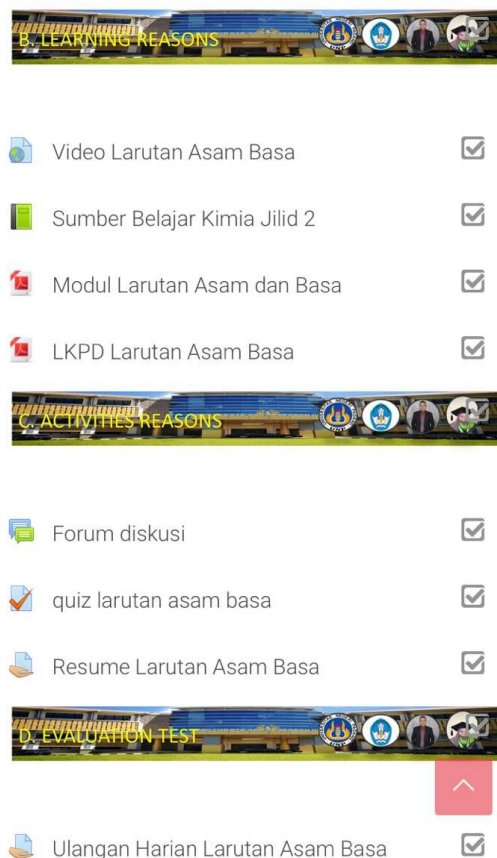 B. LEARNING REASONS
Video Larutan Asam Basa
Sumber Belajar Kimia Jilid 2
Modul Larutan Asam dan Basa
LKPD Larutan Asam Basa
C. ACTIVITIES REASONS
Forum diskusi
quiz larutan asam basa
Resume Larutan Asam Basa
D. EVALUATION TEST
Ulangan Harian Larutan Asam Basa